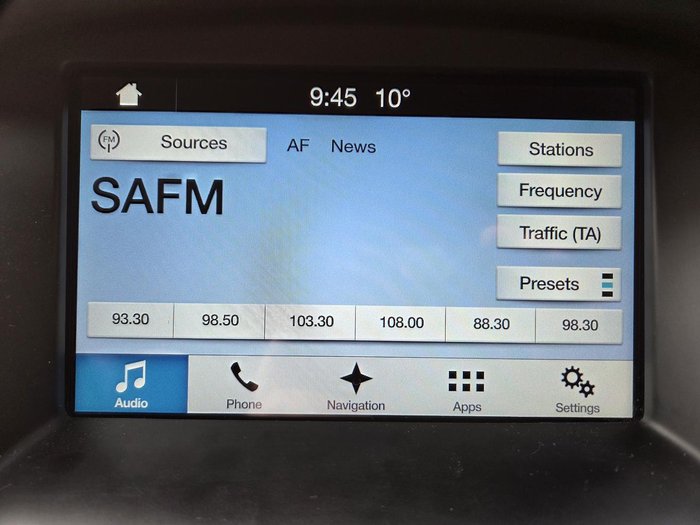 9:45 10°
FM Sources AF News Stations
SAFM
Frequency
Traffic (TA)
Presets
93.30 98.50 103.30 108.00 88.30 98.30
Audio Phone Navigation Apps Settings